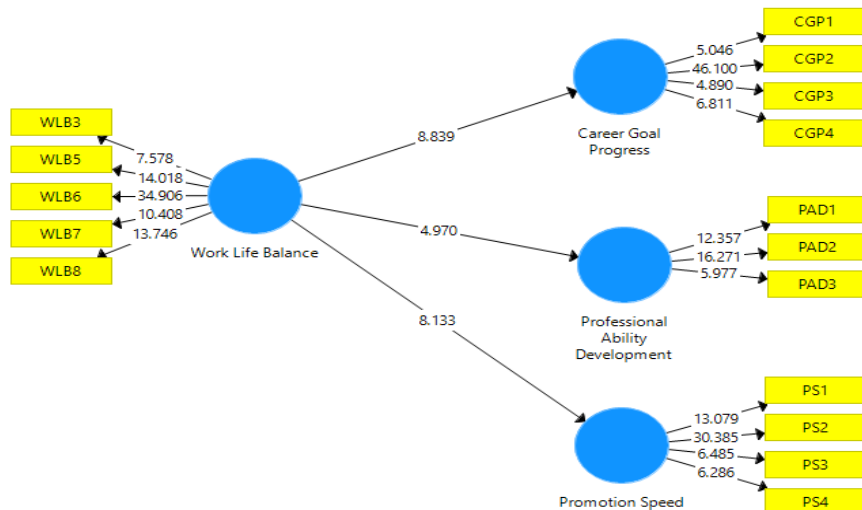 WLB3
WLB5
WLB6
WLB7
WLB8
7.578
14.018
34.906
10.408
13.746
Work Life Balance
8.839
4.970
8.133
5.046
46.100
4.890
6.811
Career Goal
Progress
CGP1
CGP2
CGP3
CGP4
12.357
16.271
5.977
Professional
Ability
Development
PAD1
PAD2
PAD3
13.079
30.385
6.485
6.286
Promotion Speed
PS1
PS2
PS3
PS4